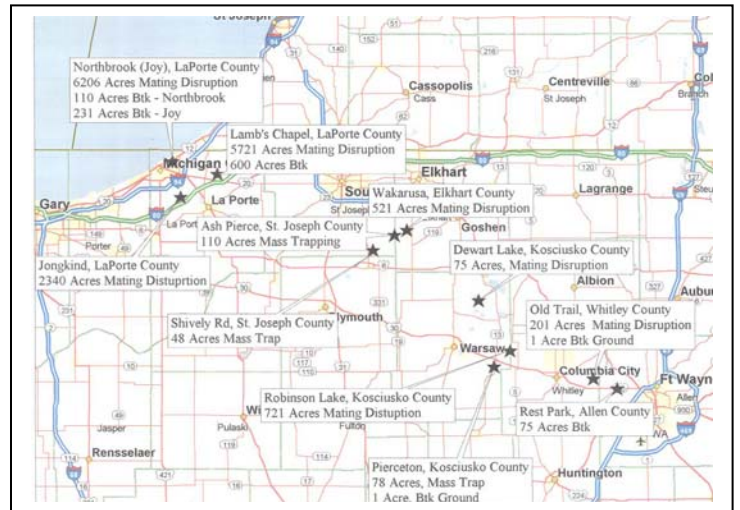 St Joseph
Northbrook (Joy), LaPorte County
6206 Acres Mating Disruption
110 Acres Btk - Northbrook
231 Acres Btk - Joy
Cassopolis
Cass
Centreville
St Joseph
Branch
Lamb's Chapel, LaPorte County
5721 Acres Mating Disruption
600 Acres Btk
Michigan
Elkhart
Gary
La Porte
Lagrange
Wakarusa, Elkhart County
521 Acres Mating Disruption
Ash Pierce, St. Joseph County
110 Acres Mass Trapping
Goshen
Porter
Dewart Lake, Kosciusko County
75 Acres, Mating Disruption
Jongkind, LaPorte County
2340 Acres Mating Distuprtion
Albion
Old Trail, Whitley County
201 Acres Mating Disruption
1 Acre Btk Ground
Shively Rd, St. Joseph County
48 Acres Mass Trap
lymouth
Warsaw
Columbia City
Whitley
Ft Wayn
Allen
Robinson Lake, Kosciusko County
721 Acres Mating Distuption
Rest Park, Allen County
75 Acres Btk
Jasper
Pulaski
Fulton
Rensselaer
Pierceton, Kosciusko County
78 Acres, Mass Trap
1 Acre, Btk Ground
Huntington